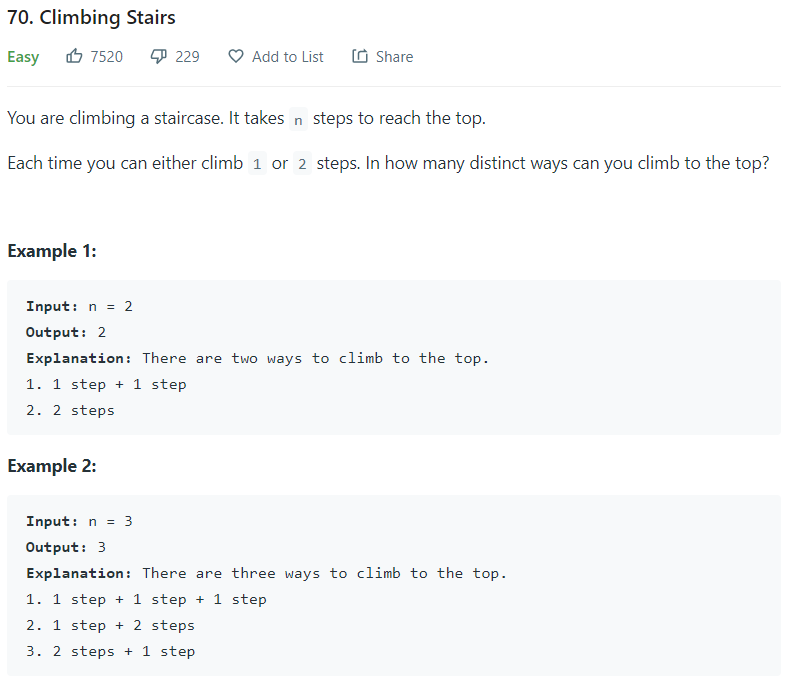 70. Climbing Stairs
Easy 7520 229 Add to List Share
You are climbing a staircase. It takes n steps to reach the top.
Each time you can either climb 1 or 2 steps. In how many distinct ways can you climb to the top?
Example 1:
Input: n = 2
Output: 2
Explanation: There are two ways to climb to the top.
1. 1 step + 1 step
2. 2 steps
Example 2:
Input: n = 3
Output: 3
Explanation: There are three ways to climb to the top.
1. 1 step + 1 step + 1 step
2. 1 step + 2 steps
3. 2 steps + 1 step